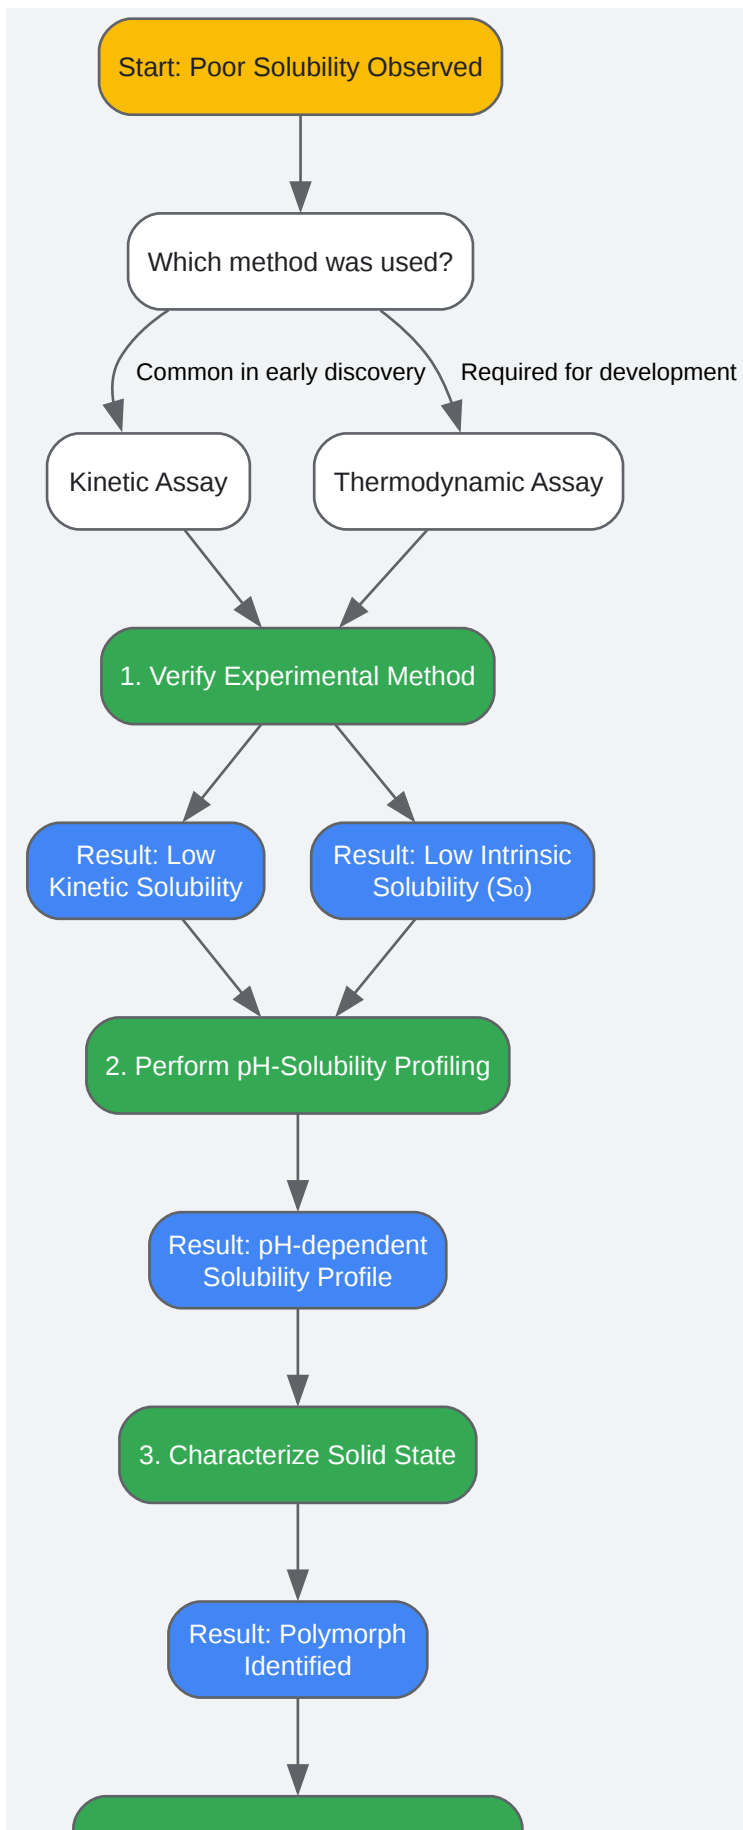 Start: Poor Solubility Observed
Which method was used?
Common in early discovery
Required for development
Kinetic Assay
Thermodynamic Assay
1. Verify Experimental Method
Result: Low
Kinetic Solubility
Result: Low Intrinsic
Solubility (S₀)
2. Perform pH-Solubility Profiling
Result: pH-dependent
Solubility Profile
3. Characterize Solid State
Result: Polymorph
Identified